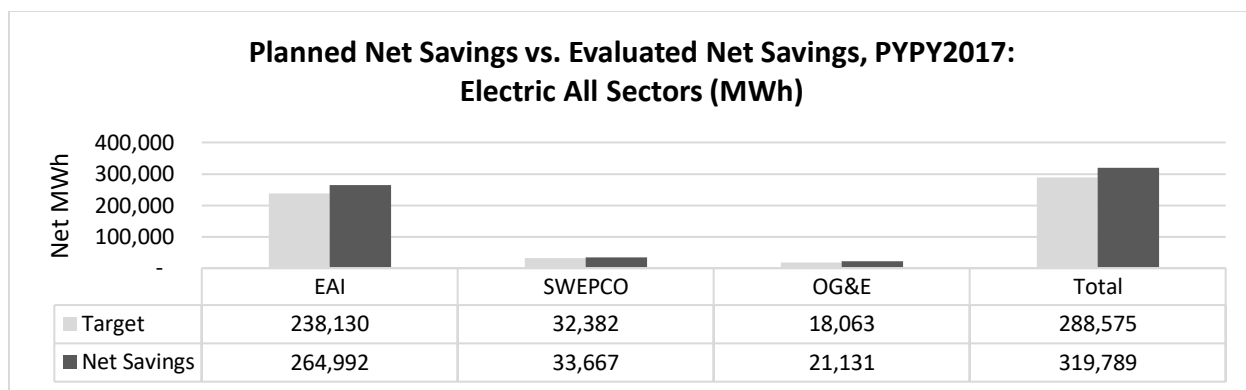 Planned Net Savings vs. Evaluated Net Savings, PYPY2017:
Electric All Sectors (MWh)
Net MWh
400,000
300,000
200,000
100,000
-
EAI SWEPCO OG&E Total
Target 238,130 32,382 18,063 288,575
Net Savings 264,992 33,667 21,131 319,789